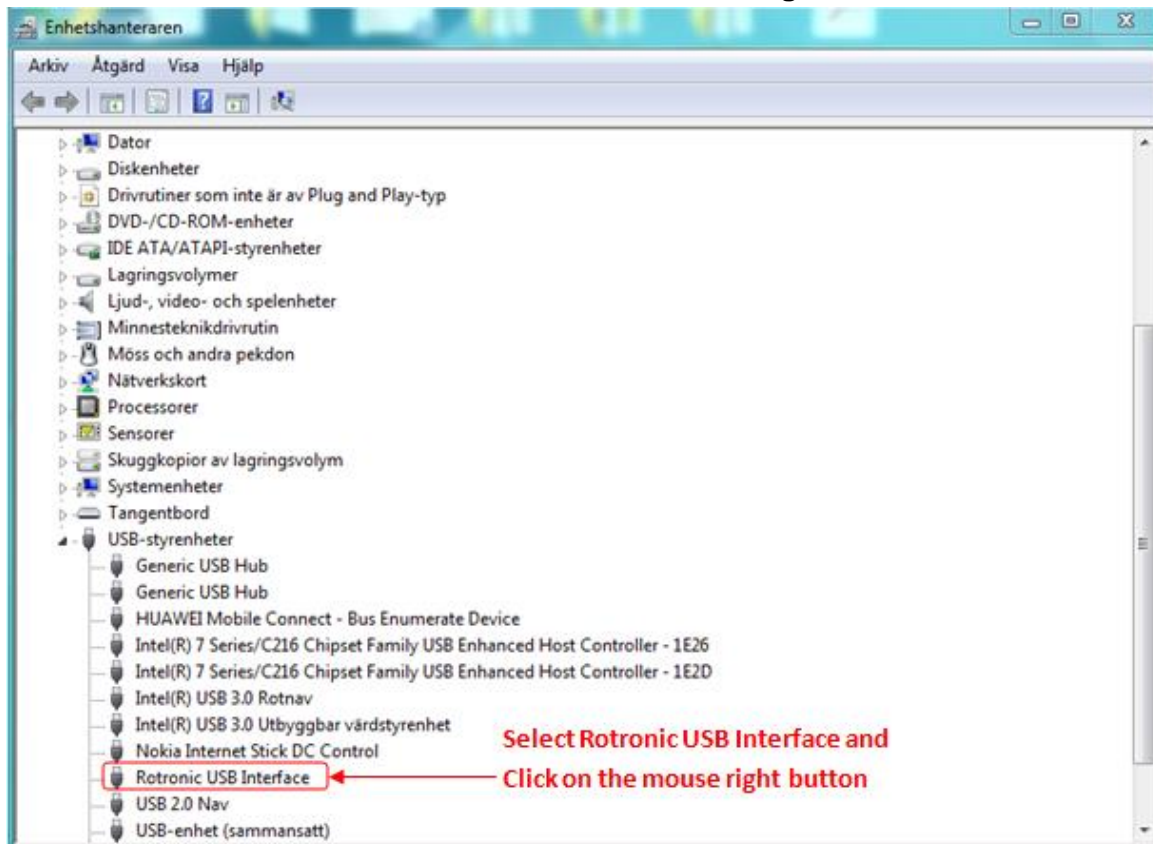 Enhetshanteraren
Arkiv Åtgärd Visa Hjälp
Dator
Diskenheter
Drivrutiner som inte är av Plug and Play-typ
DVD-/CD-ROM-enheter
IDE ATA/ATAPI-styrenheter
Lagringsvolymer
Ljud-, video- och spelenheter
Minnesteknikdrivrutin
Möss och andra pekdon
Nätverkskort
Processorer
Sensorer
Skuggkopior av lagringsvolym
Systemenheter
Tangentbord
USB-styrenheter
Generic USB Hub
Generic USB Hub
HUAWEI Mobile Connect - Bus Enumerate Device
Intel(R) 7 Series/C216 Chipset Family USB Enhanced Host Controller - 1E26
Intel(R) 7 Series/C216 Chipset Family USB Enhanced Host Controller - 1E2D
Intel(R) USB 3.0 Rotnav
Intel(R) USB 3.0 Utbyggbar värdstyrenhet
Nokia Internet Stick DC Control
Rotronic USB Interface
USB 2.0 Nav
USB-enhet (sammansatt)
Select Rotronic USB Interface and
Click on the mouse right button